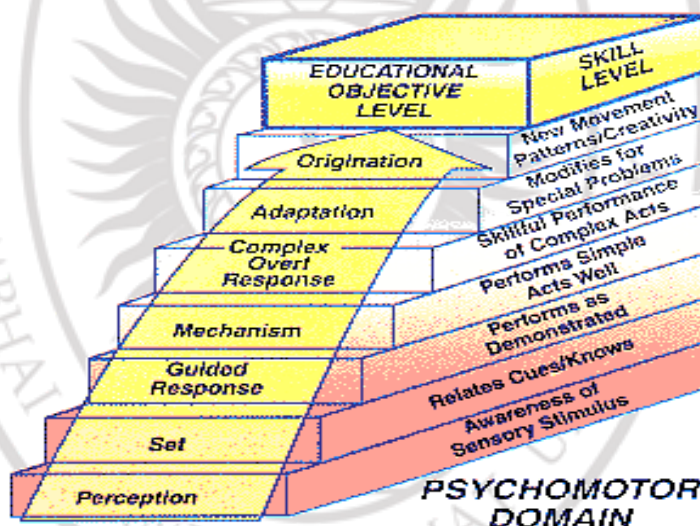 EDUCATIONAL
OBJECTIVE
LEVEL
SKILL
LEVEL
Origination
New Movement
Patterns/Creativity
Adaptation
Modifies for
Special Problems
Complex
Overt
Response
Skillful Performance
of Complex Acts
Mechanism
Performs Simple
Acts Well
Guided
Response
Performs as
Demonstrated
Set
Relates Cues/Knows
Perception
Awareness of
Sensory Stimulus
PSYCHOMOTOR
DOMAIN